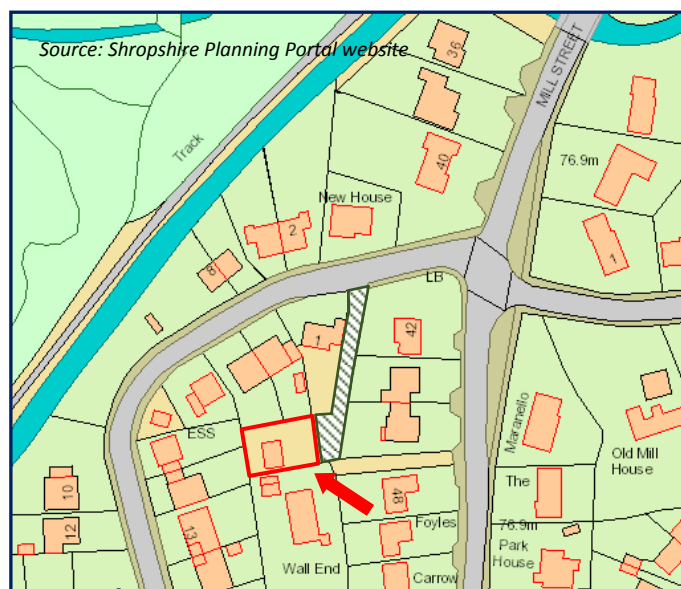 Source: Shropshire Planning Portal website
36
MILL STREET
Track
40
76.9m
New House
2
1
8
LB
1
42
Maranello
ESS
Old Mill
House
10
48
The
12
13
Foyles
76.9m
Park
House
Wall End
Carrow